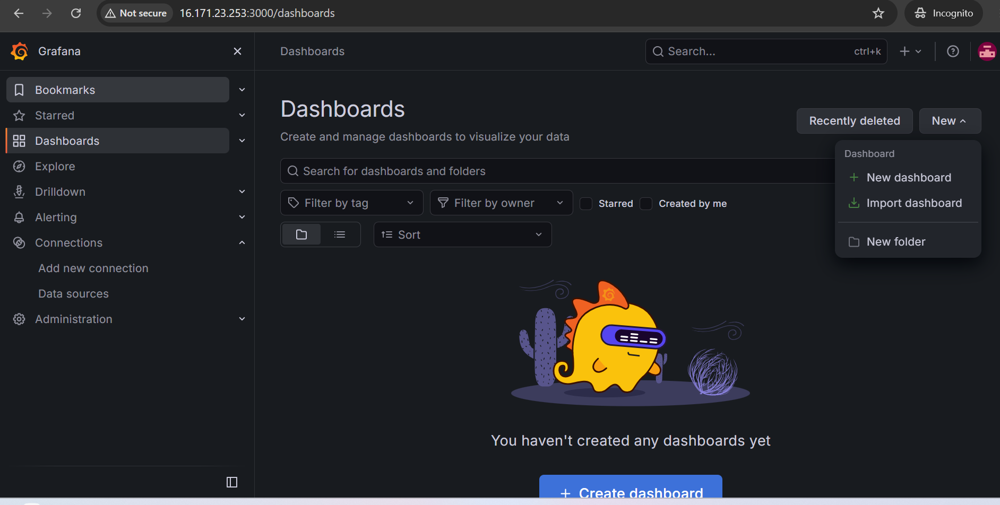 Not secure
16.171.23.253:3000/dashboards
Incognito
Grafana
Dashboards
Search...
ctrl+k
Bookmarks
Starred
Dashboards
Explore
Drilldown
Alerting
Connections
Add new connection
Data sources
Administration
Dashboards
Create and manage dashboards to visualize your data
Recently deleted
New
Dashboard
New dashboard
Import dashboard
New folder
Search for dashboards and folders
Filter by tag
Filter by owner
Starred
Created by me
Sort
You haven't created any dashboards yet
Create dashboard